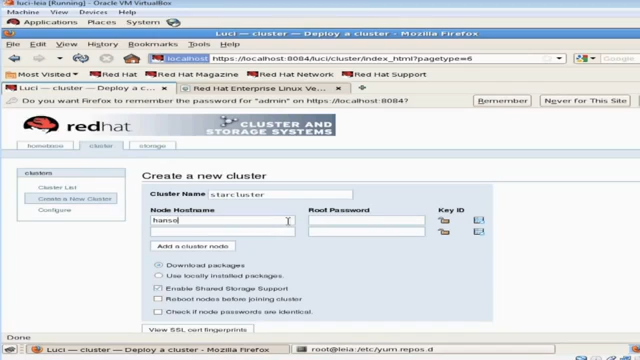 luci-leia [Running] - Oracle VM VirtualBox
Machine View Devices Help
Applications Places System
Luci — cluster — Deploy a cluster - Mozilla Firefox
File Edit View History Bookmarks Tools Help
localhost https://localhost:8084/luci/cluster/index_html?pagetype=6
Most Visited Red Hat Red Hat Magazine Red Hat Network Red Hat Support
Luci — cluster — Deploy a c... Red Hat Enterprise Linux Ve...
Do you want Firefox to remember the password for "admin" on https://localhost:8084? Remember Never for This Site
redhat CLUSTER AND STORAGE SYSTEMS
homebase cluster storage
clusters
Cluster List
Create a New Cluster
Configure
Create a new cluster
Cluster Name starcluster
Node Hostname Root Password Key ID
hanso
Add a cluster node
Download packages
Use locally installed packages.
Enable Shared Storage Support
Reboot nodes before joining cluster
Check if node passwords are identical.
View SSL cert fingerprints
Done
Luci — cluster — Deploy a cluster - Mozilla Firefox root@leia:/etc/yum.repos.d